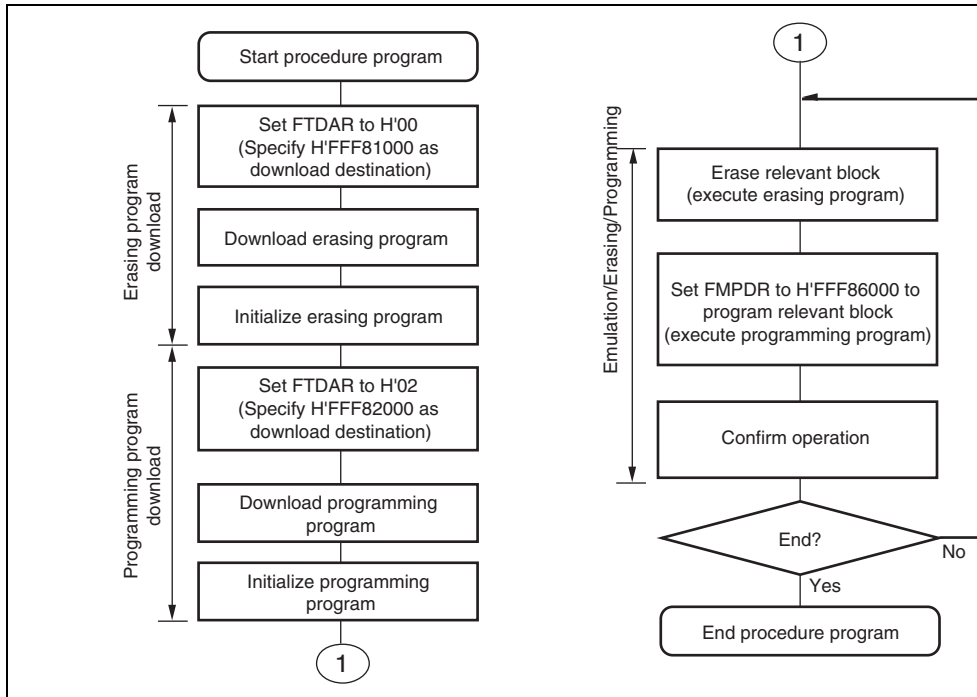 Start procedure program
Erasing program
download
Set FTDAR to H'00
(Specify H'FFF81000 as
download destination)
Download erasing program
Initialize erasing program
Programming program
download
Set FTDAR to H'02
(Specify H'FFF82000 as
download destination)
Download programming
program
Initialize programming
program
1
1
Emulation/Erasing/Programming
Erase relevant block
(execute erasing program)
Set FMPDR to H'FFF86000 to
program relevant block
(execute programming program)
Confirm operation
End?
No
Yes
End procedure program